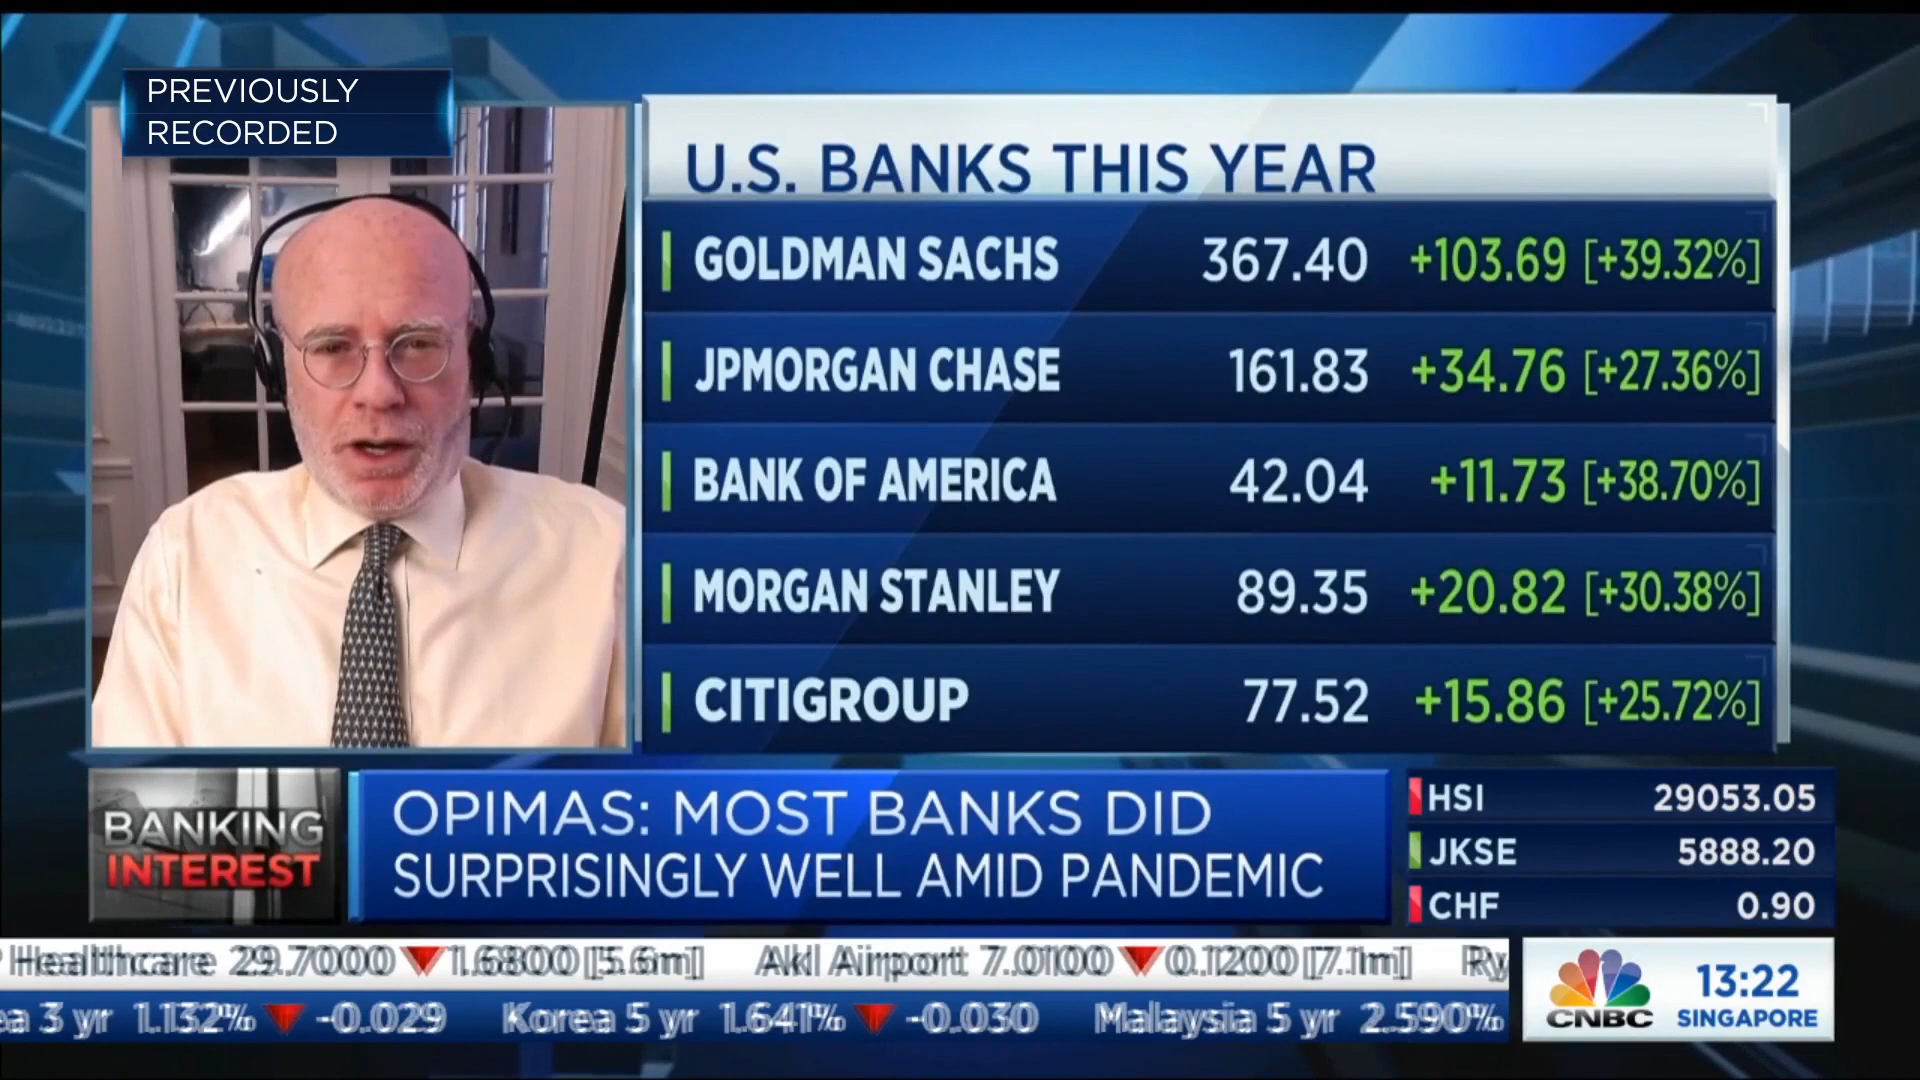 PREVIOUSLY
RECORDED
U.S. BANKS THIS YEAR
GOLDMAN SACHS 367.40 +103.69 [+39.32%]
JPMORGAN CHASE 161.83 +34.76 [+27.36%]
BANK OF AMERICA 42.04 +11.73 [+38.70%]
MORGAN STANLEY 89.35 +20.82 [+30.38%]
CITIGROUP 77.52 +15.86 [+25.72%]
BANKING
INTEREST
OPIMAS: MOST BANKS DID
SURPRISINGLY WELL AMID PANDEMIC
HSI 29053.05
JKSE 5888.20
CHF 0.90
Healthcare 29.7000 ▼ 1.6800 [5.6m] Akl Airport 7.0100 ▼ 0.1200 [7.1m] Ry
ea 3 yr 1.132% ▼ -0.029 Korea 5 yr 1.641% ▼ -0.030 Malaysia 5 yr 2.590%
CNBC
13:22
SINGAPORE